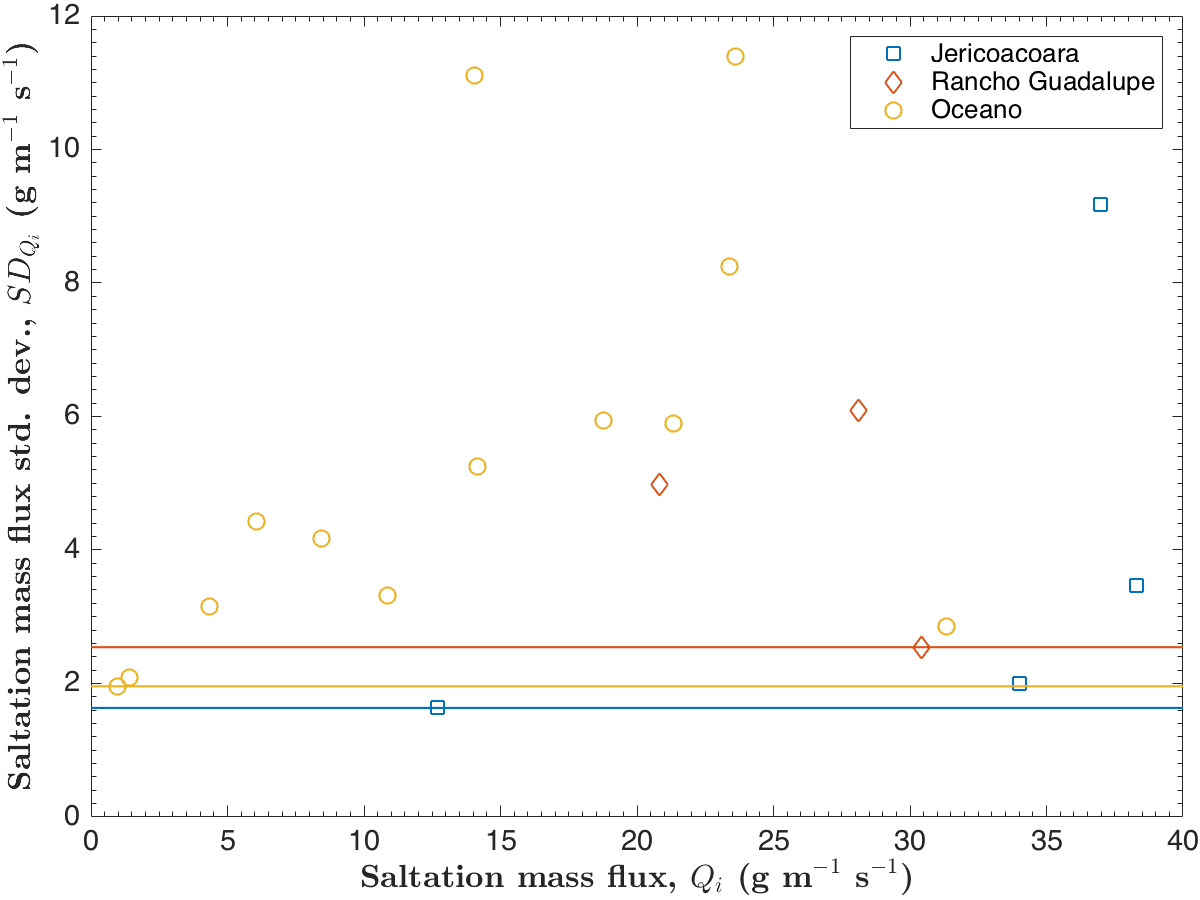 Saltation mass flux std. dev., SD_{Q_i} (g m⁻¹ s⁻¹)
12
10
8
6
4
2
0
Jericoacoara
Rancho Guadalupe
Oceano
0 5 10 15 20 25 30 35 40
Saltation mass flux, Q_i (g m⁻¹ s⁻¹)